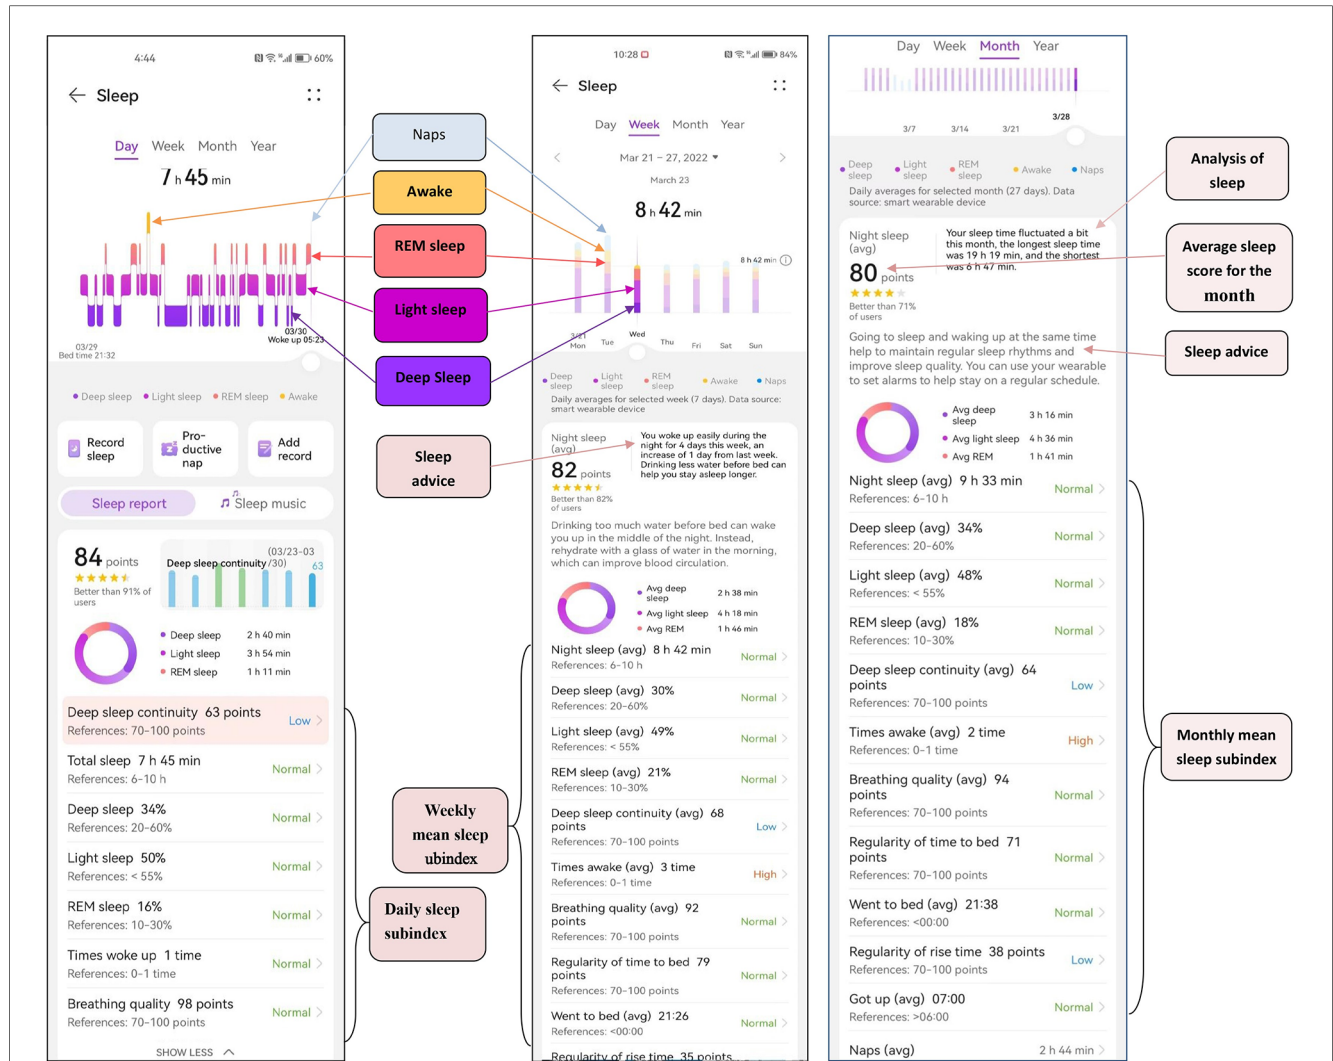 4:44
60%
Sleep
Day Week Month Year
7 h 45 min
03/30
Woke up 05:23
03/29
Bed time 21:32
Deep sleep Light sleep REM sleep Awake
Record
sleep
Pro-
ductive
nap
Add
record
Sleep report
Sleep music
84 points
Better than 91% of
users
(03/23-03
Deep sleep continuity /30)
63
Deep sleep 2 h 40 min
Light sleep 3 h 54 min
REM sleep 1 h 11 min
Deep sleep continuity 63 points
References: 70-100 points
Low
Total sleep 7 h 45 min
References: 6-10 h
Normal
Deep sleep 34%
References: 20-60%
Normal
Light sleep 50%
References: < 55%
Normal
REM sleep 16%
References: 10-30%
Normal
Times woke up 1 time
References: 0-1 time
Normal
Breathing quality 98 points
References: 70-100 points
Normal
SHOW LESS
Naps
Awake
REM sleep
Light sleep
Deep Sleep
Sleep
advice
Weekly
mean sleep
ubindex
Daily sleep
subindex
10:28
84%
Sleep
Day Week Month Year
Mar 21 – 27, 2022
March 23
8 h 42 min
8 h 42 min
3/21
Mon Tue Wed Thu Fri Sat Sun
Deep
sleep
Light
sleep
REM
sleep
Awake
Naps
Daily averages for selected week (7 days). Data source:
smart wearable device
Night sleep
(avg)
82 points
Better than 82%
of users
You woke up easily during the
night for 4 days this week, an
increase of 1 day from last week.
Drinking less water before bed can
help you stay asleep longer.
Drinking too much water before bed can wake
you up in the middle of the night. Instead,
rehydrate with a glass of water in the morning,
which can improve blood circulation.
Avg deep
sleep
2 h 38 min
Avg light sleep 4 h 18 min
Avg REM 1 h 46 min
Night sleep (avg) 8 h 42 min
References: 6-10 h
Normal
Deep sleep (avg) 30%
References: 20-60%
Normal
Light sleep (avg) 49%
References: < 55%
Normal
REM sleep (avg) 21%
References: 10-30%
Normal
Deep sleep continuity (avg) 68
points
References: 70-100 points
Low
Times awake (avg) 3 time
References: 0-1 time
High
Breathing quality (avg) 92
points
References: 70-100 points
Normal
Regularity of time to bed 79
points
References: 70-100 points
Normal
Went to bed (avg) 21:26
References: <00:00
Normal
Regularity of rise time 35 points
Day Week Month Year
3/7 3/14 3/21 3/28
Deep
sleep
Light
sleep
REM
sleep
Awake
Naps
Daily averages for selected month (27 days). Data
source: smart wearable device
Night sleep
(avg)
80 points
Better than 71%
of users
Your sleep time fluctuated a bit
this month, the longest sleep time
was 19 h 19 min, and the shortest
was 6 h 47 min.
Going to sleep and waking up at the same time
help to maintain regular sleep rhythms and
improve sleep quality. You can use your wearable
to set alarms to help stay on a regular schedule.
Avg deep
sleep
3 h 16 min
Avg light sleep 4 h 36 min
Avg REM 1 h 41 min
Night sleep (avg) 9 h 33 min
References: 6-10 h
Normal
Deep sleep (avg) 34%
References: 20-60%
Normal
Light sleep (avg) 48%
References: < 55%
Normal
REM sleep (avg) 18%
References: 10-30%
Normal
Deep sleep continuity (avg) 64
points
References: 70-100 points
Low
Times awake (avg) 2 time
References: 0-1 time
High
Breathing quality (avg) 94
points
References: 70-100 points
Normal
Regularity of time to bed 71
points
References: 70-100 points
Normal
Went to bed (avg) 21:38
References: <00:00
Normal
Regularity of rise time 38 points
References: 70-100 points
Low
Got up (avg) 07:00
References: >06:00
Normal
Naps (avg)
2 h 44 min
Analysis of
sleep
Average sleep
score for the
month
Sleep advice
Monthly mean
sleep subindex